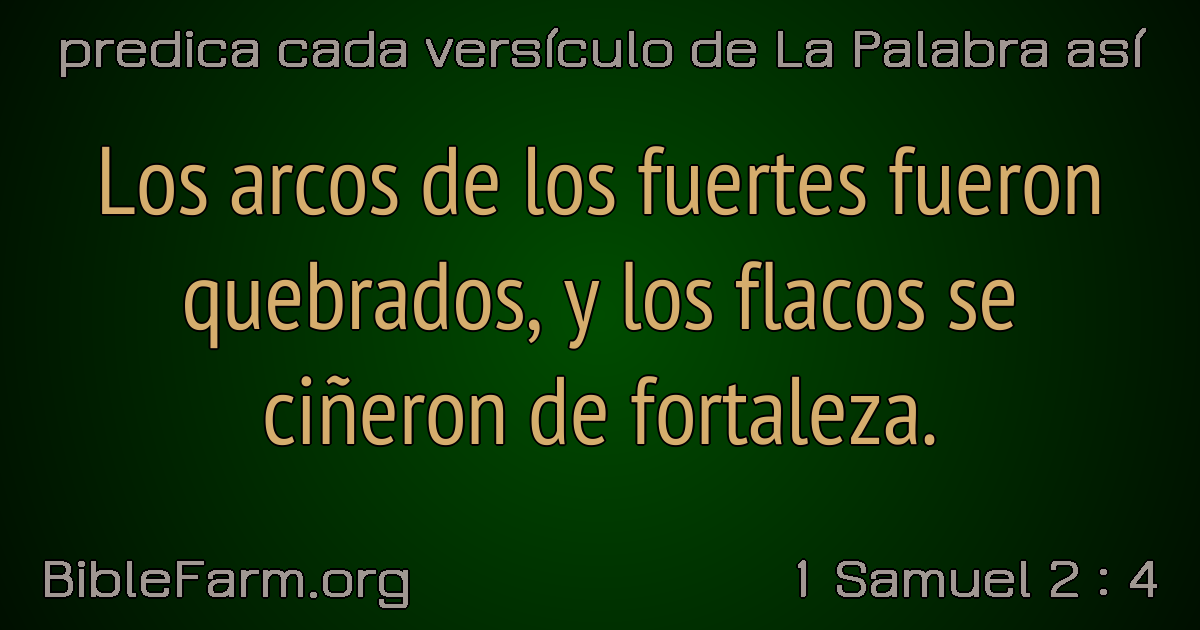 predica cada versículo de La Palabra así
Los arcos de los fuertes fueron
quebrados, y los flacos se
ciñeron de fortaleza.
BibleFarm.org
1 Samuel 2 : 4